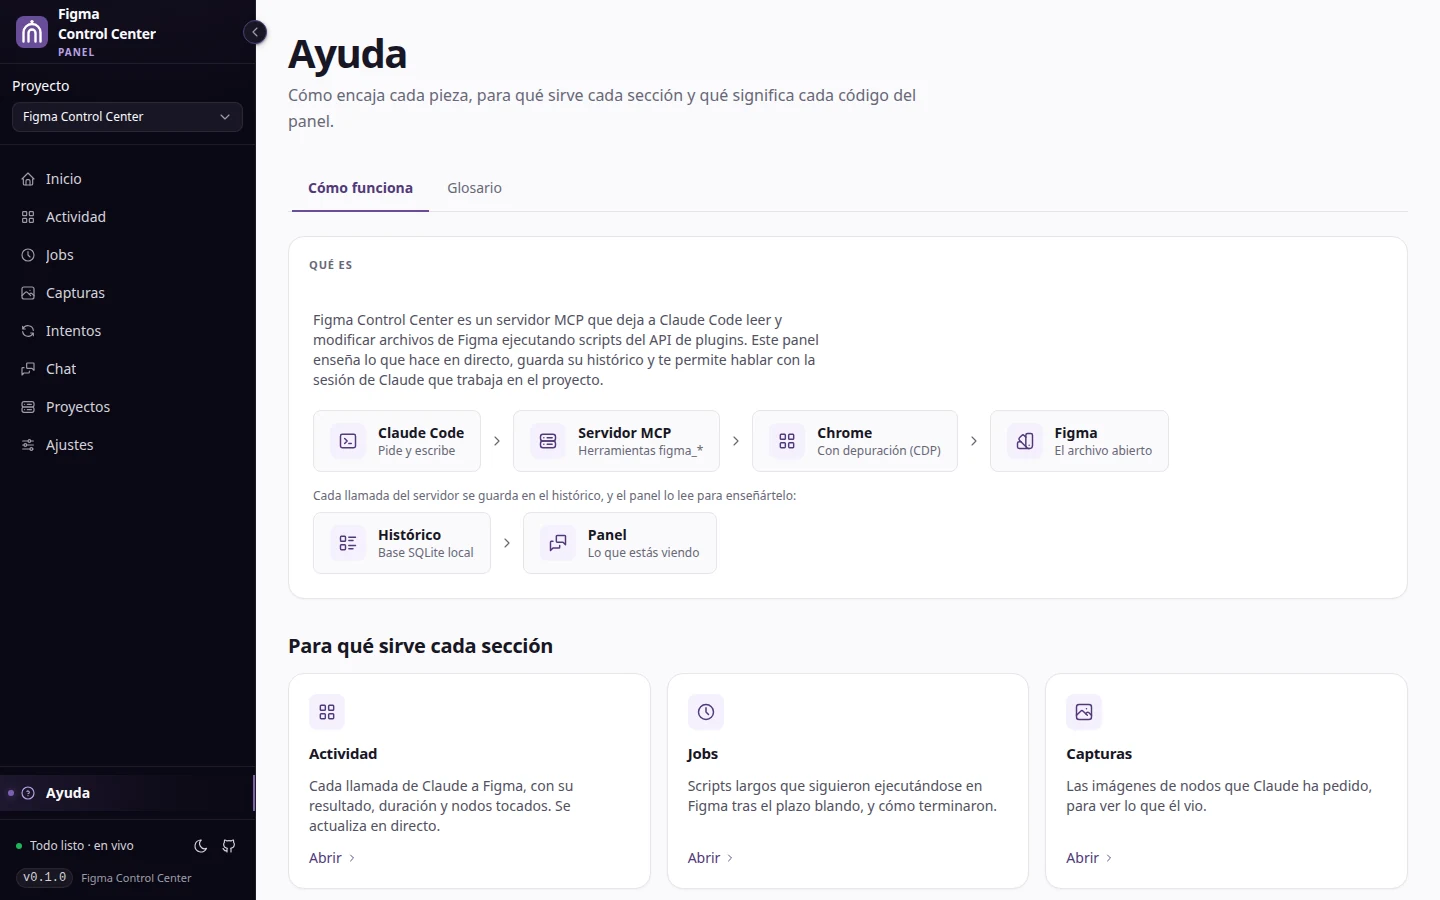 Figma
Control Center
PANEL
Proyecto
Figma Control Center
Inicio
Actividad
Jobs
Capturas
Intentos
Chat
Proyectos
Ajustes
Ayuda
Todo listo · en vivo
v0.1.0 Figma Control Center
Ayuda
Cómo encaja cada pieza, para qué sirve cada sección y qué significa cada código del
panel.
Cómo funciona Glosario
QUÉ ES
Figma Control Center es un servidor MCP que deja a Claude Code leer y
modificar archivos de Figma ejecutando scripts del API de plugins. Este panel
enseña lo que hace en directo, guarda su histórico y te permite hablar con la
sesión de Claude que trabaja en el proyecto.
Claude Code
Pide y escribe
Servidor MCP
Herramientas figma_*
Chrome
Con depuración (CDP)
Figma
El archivo abierto
Cada llamada del servidor se guarda en el histórico, y el panel lo lee para enseñártelo:
Histórico
Base SQLite local
Panel
Lo que estás viendo
Para qué sirve cada sección
Actividad
Cada llamada de Claude a Figma, con su
resultado, duración y nodos tocados. Se
actualiza en directo.
Abrir
Jobs
Scripts largos que siguieron ejecutándose en
Figma tras el plazo blando, y cómo terminaron.
Abrir
Capturas
Las imágenes de nodos que Claude ha pedido,
para ver lo que él vio.
Abrir